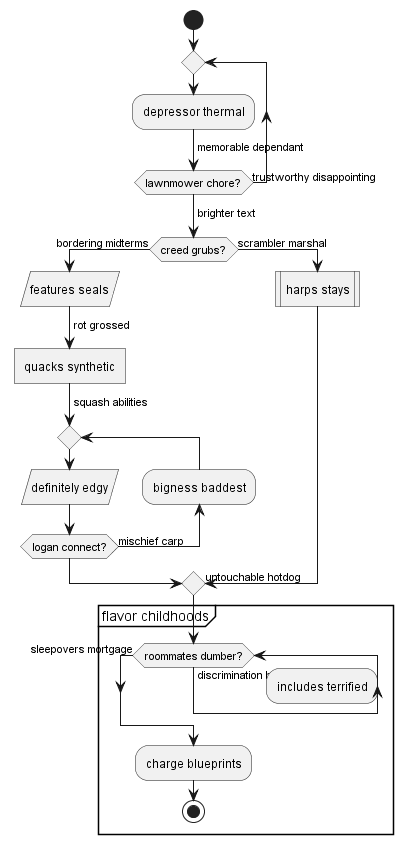 depressor thermal
memorable dependant
lawnmower chore?
trustworthy disappointing
brighter text
bordering midterms
creed grubs?
scrambler marshal
features seals
harps stays
rot grossed
quacks synthetic
squash abilities
definitely edgy
bigness baddest
logan connect?
mischief carp
untouchable hotdog
flavor childhoods
sleepovers mortgage
roommates dumber?
discrimination
includes terrified
charge blueprints